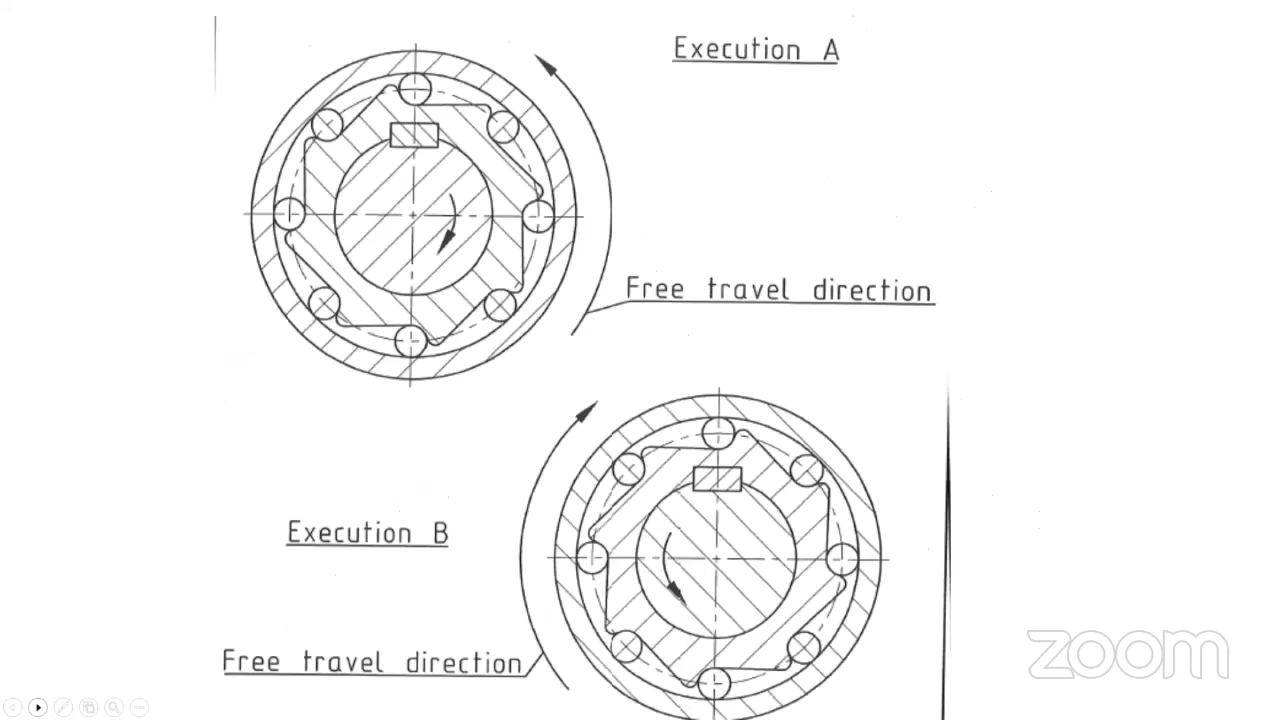 Execution A
Free travel direction
Execution B
Free travel direction
zoom